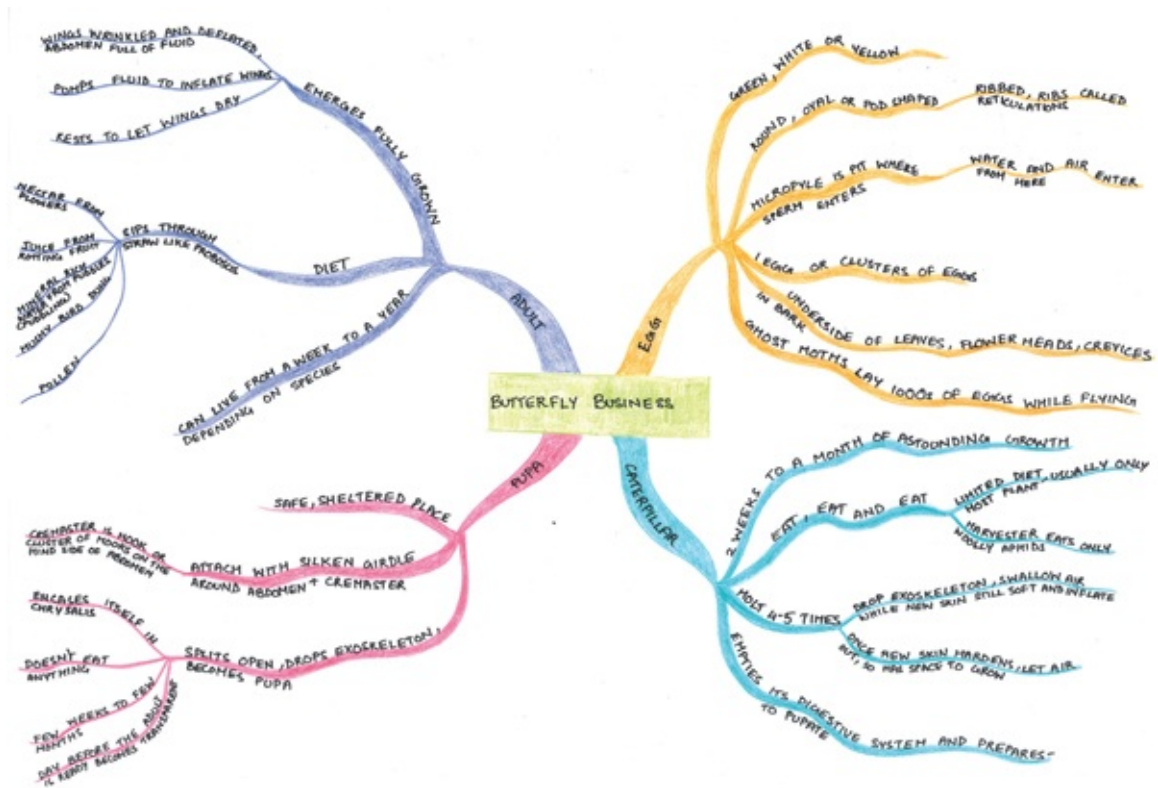 BUTTERFLY BUSINESS
EGG
GREEN, WHITE OR YELLOW
ROUND, OVAL OR POD SHAPED
RIBBED, RIBS CALLED
RETICULATIONS
MICROPYLE IS PIT WHERE
SPERM ENTERS
WATER AND AIR ENTER
FROM HERE
1 EGG OR CLUSTERS OF EGGS
UNDERSIDE OF LEAVES, FLOWER HEADS, CREVICES
IN BARK
GHOST MOTHS LAY 1000s OF EGGS WHILE FLYING
CATERPILLAR
2 WEEKS TO A MONTH OF ASTOUNDING GROWTH
EAT, EAT AND EAT
LIMITED DIET, USUALLY ONLY
HOST PLANT
HARVESTER EATS ONLY
WOOLLY APHIDS
MOLT 4-5 TIMES
DROP EXOSKELETON, SWALLOW AIR
WHILE NEW SKIN STILL SOFT AND INFLATE
ONCE NEW SKIN HARDENS, LET AIR
OUT, SO HAS SPACE TO GROW
EMPTIES ITS DIGESTIVE SYSTEM AND PREPARES
TO PUPATE
PUPA
SAFE, SHELTERED PLACE
ATTACH WITH SILKEN GIRDLE
AROUND ABDOMEN + CREMASTER
CREMASTER IS HOOK OR
CLUSTER OF HOOKS ON THE
HIND SIDE OF ABDOMEN
SPLITS OPEN, DROPS EXOSKELETON,
BECOMES PUPA
ENCASES ITSELF IN
CHRYSALIS
DOESN'T EAT
ANYTHING
FEW WEEKS TO FEW
MONTHS
DAY BEFORE THE ADULT
IS READY BECOMES TRANSPARENT
ADULT
EMERGES FULLY GROWN
WINGS WRINKLED AND DEFLATED,
ABDOMEN FULL OF FLUID
PUMPS FLUID TO INFLATE WINGS
RESTS TO LET WINGS DRY
DIET
SIPS THROUGH
STRAW LIKE PROBOSCIS
NECTAR FROM
FLOWERS
JUICE FROM
ROTTING FRUIT
MINERAL RICH
WATER FROM PUDDLES
(PUDDLING)
MUSHY BIRD DUNG
POLLEN
CAN LIVE FROM A WEEK TO A YEAR
DEPENDING ON SPECIES